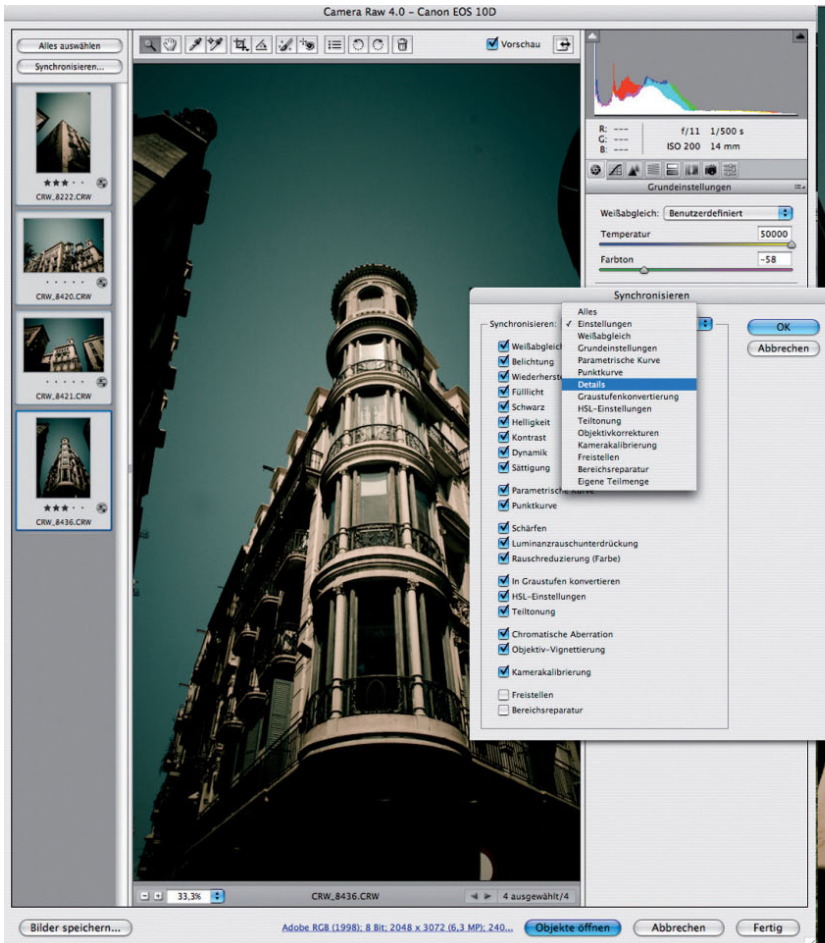 Camera Raw 4.0 – Canon EOS 10D
Alles auswählen
Synchronisieren...
CRW_8222.CRW
CRW_8420.CRW
CRW_8421.CRW
CRW_8436.CRW
Vorschau
R: ---
G: ---
B: ---
f/11 1/500 s
ISO 200 14 mm
Grundeinstellungen
Weißabgleich: Benutzerdefiniert
Temperatur 50000
Farbton -58
Synchronisieren
Synchronisieren:
Alles
✓ Einstellungen
Weißabgleich
Grundeinstellungen
Parametrische Kurve
Punktkurve
Details
Graustufenkonvertierung
HSL-Einstellungen
Teiltonung
Objektivkorrekturen
Kamerakalibrierung
Freistellen
Bereichsreparatur
Eigene Teilmenge
OK
Abbrechen
Weißabgleich
Belichtung
Wiederherst
Fülllicht
Schwarz
Helligkeit
Kontrast
Dynamik
Sättigung
Parametrische Kurve
Punktkurve
Schärfen
Luminanzrauschunterdrückung
Rauschreduzierung (Farbe)
In Graustufen konvertieren
HSL-Einstellungen
Teiltonung
Chromatische Aberration
Objektiv-Vignettierung
Kamerakalibrierung
Freistellen
Bereichsreparatur
33,3%
CRW_8436.CRW
4 ausgewählt/4
Bilder speichern...
Adobe RGB (1998); 8 Bit; 2048 x 3072 (6,3 MP); 240...
Objekte öffnen
Abbrechen
Fertig